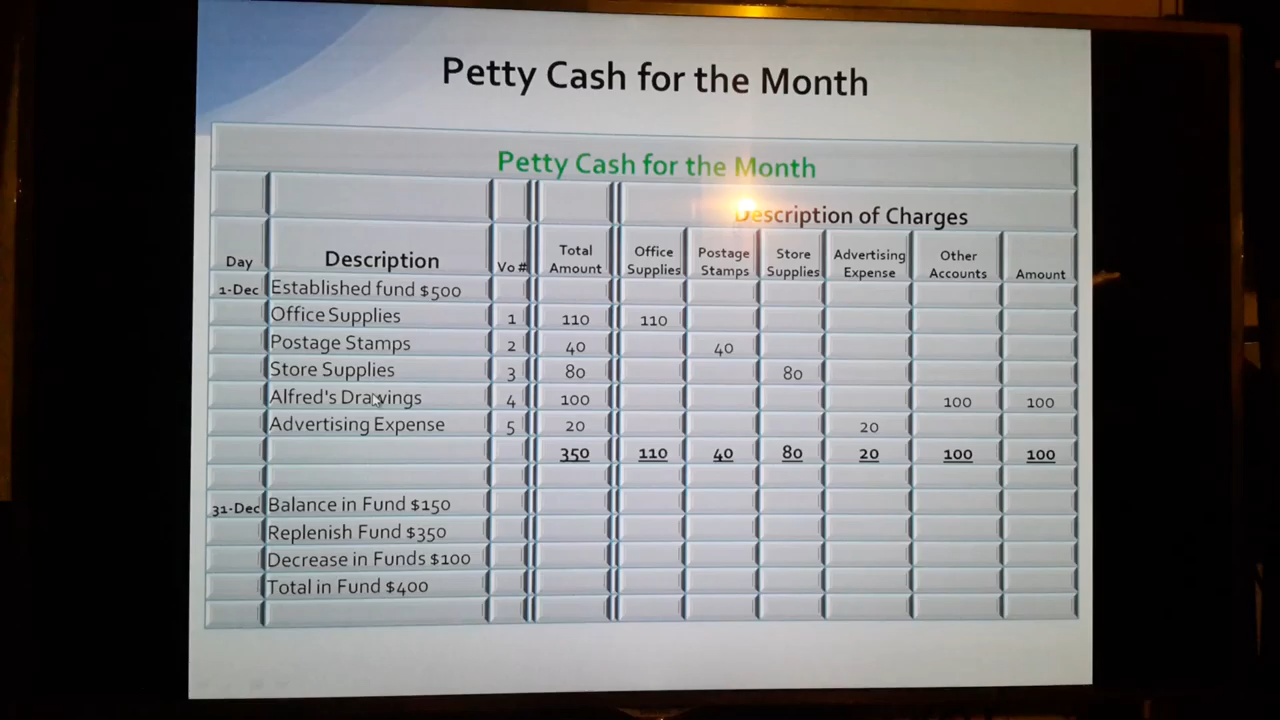 Petty Cash for the Month
Petty Cash for the Month
Description of Charges
Day Description Vo # Total Amount Office Supplies Postage Stamps Store Supplies Advertising Expense Other Accounts Amount
1-Dec Established fund $500
Office Supplies 1 110 110
Postage Stamps 2 40 40
Store Supplies 3 80 80
Alfred's Drawings 4 100 100 100
Advertising Expense 5 20 20
350 110 40 80 20 100 100
31-Dec Balance in Fund $150
Replenish Fund $350
Decrease in Funds $100
Total in Fund $400